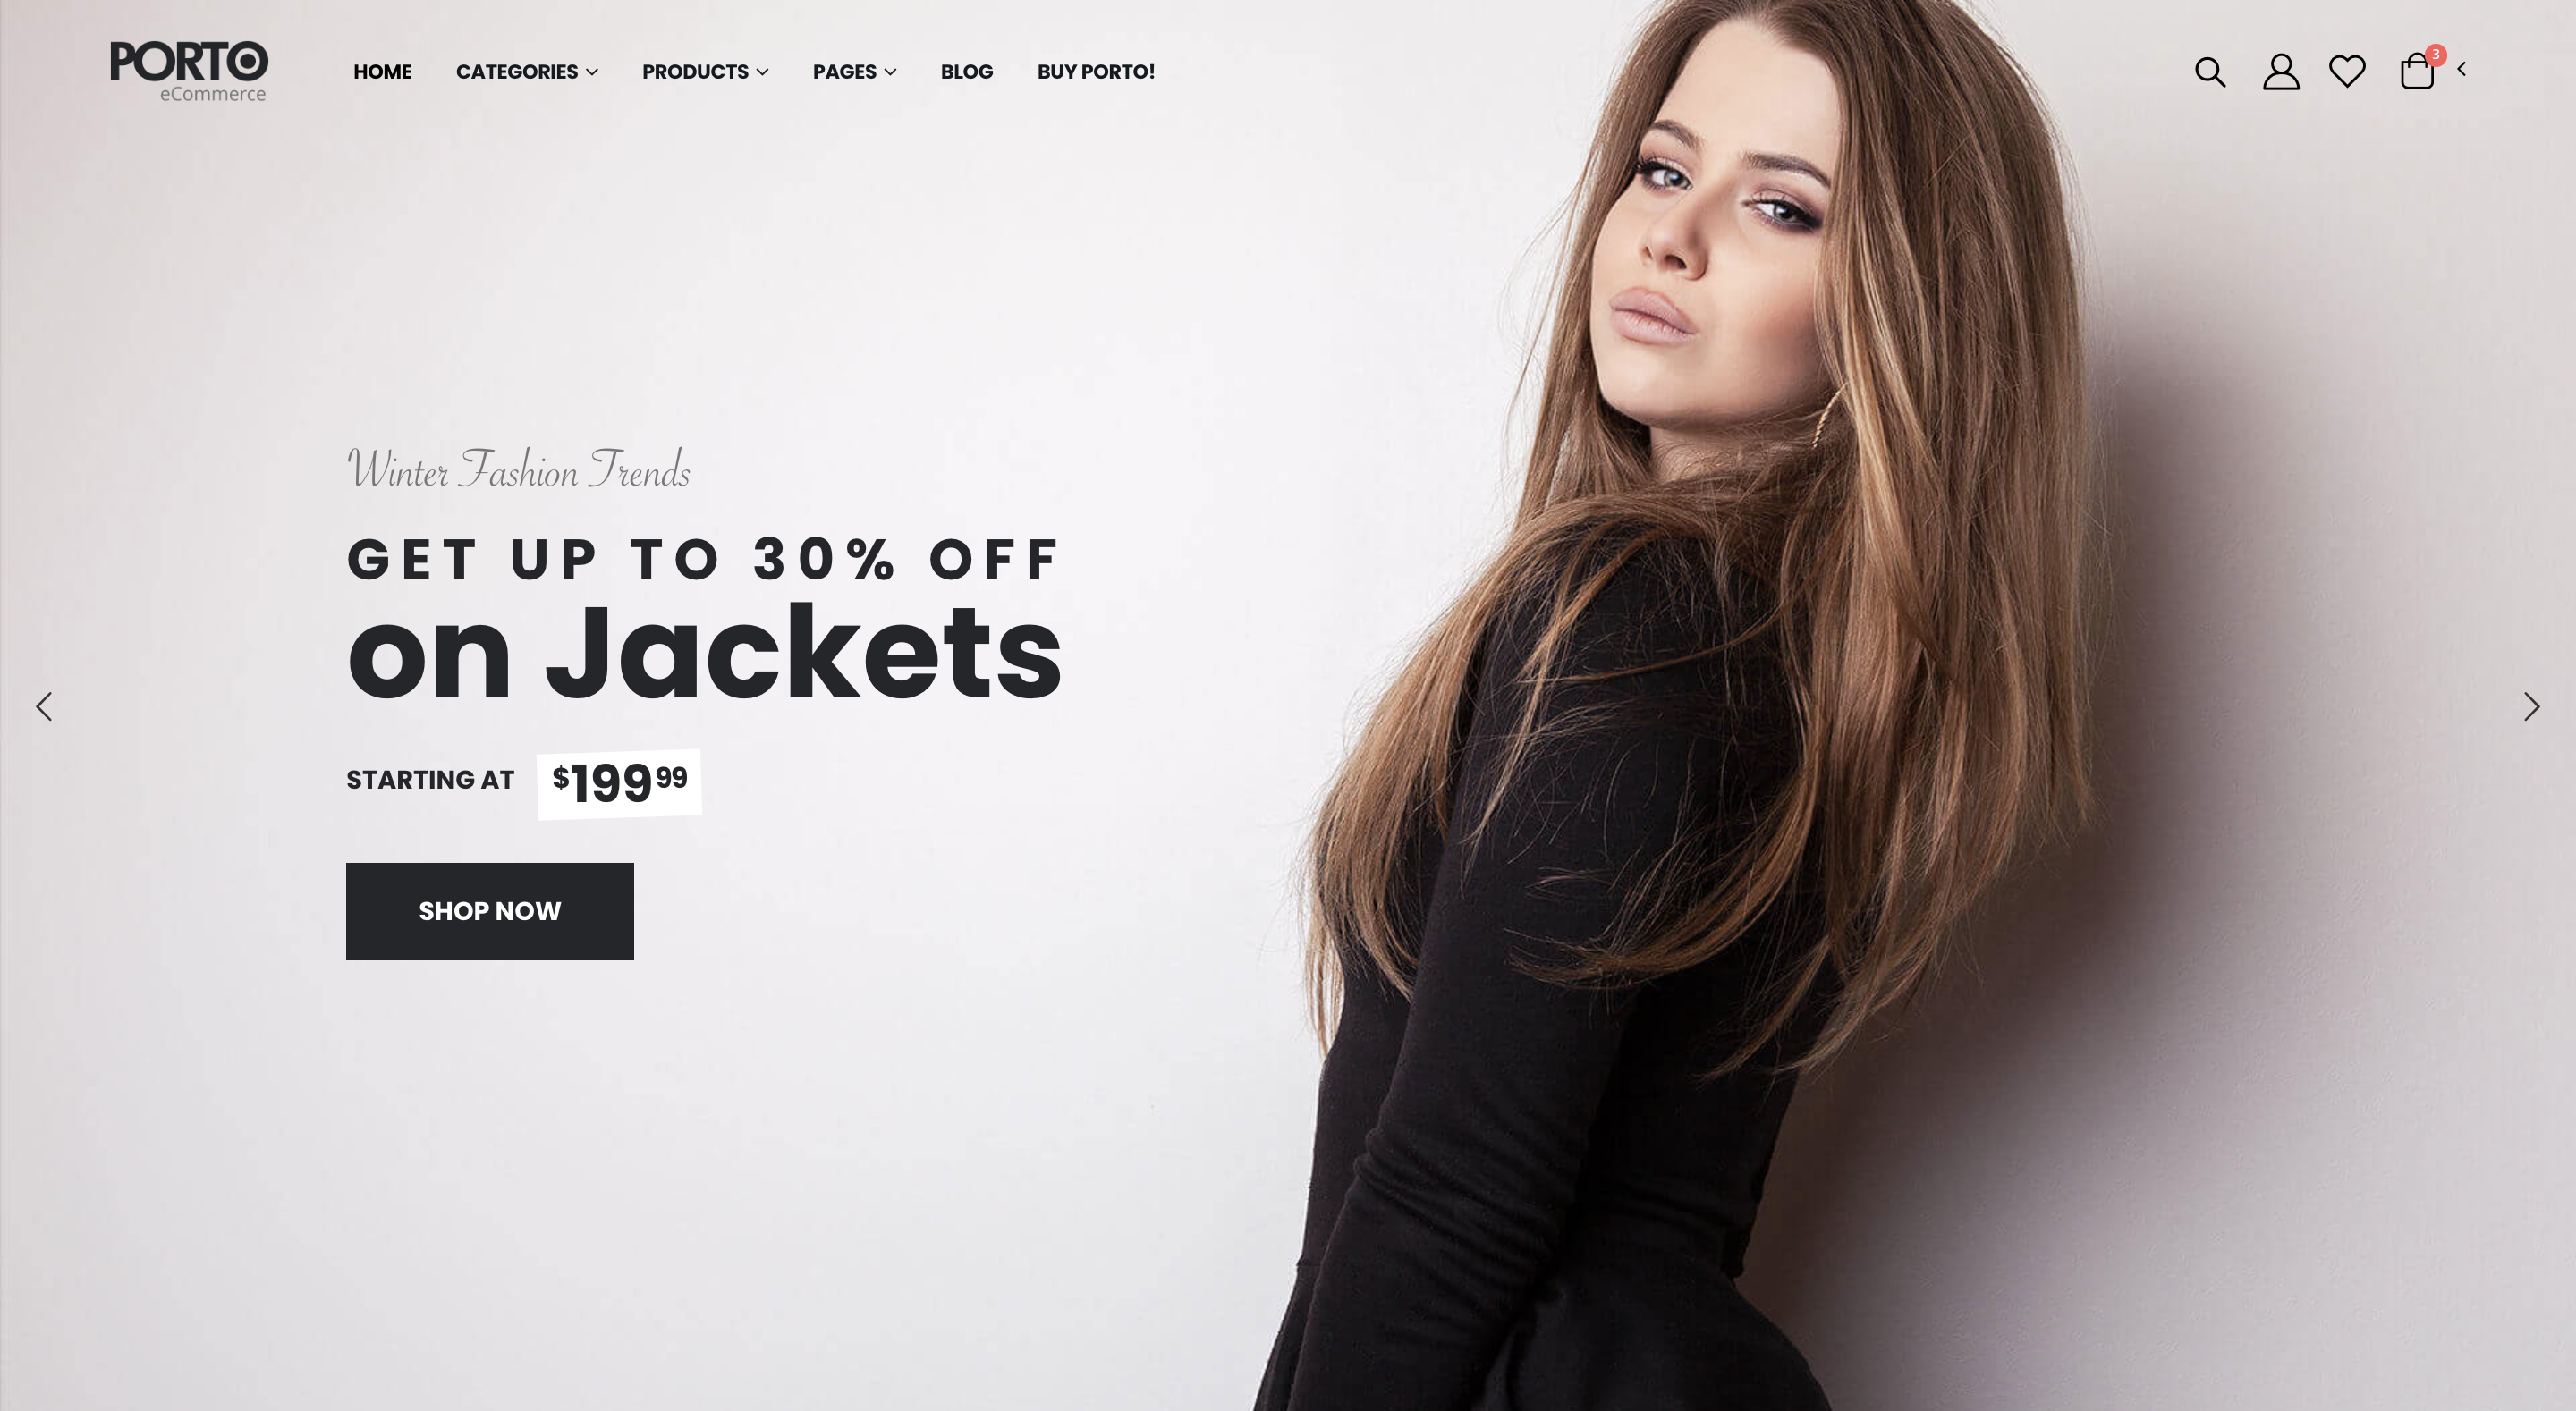 PORTO
eCommerce
HOME CATEGORIES PRODUCTS PAGES BLOG BUY PORTO!
3
Winter Fashion Trends
GET UP TO 30% OFF
on Jackets
STARTING AT $199 99
SHOP NOW